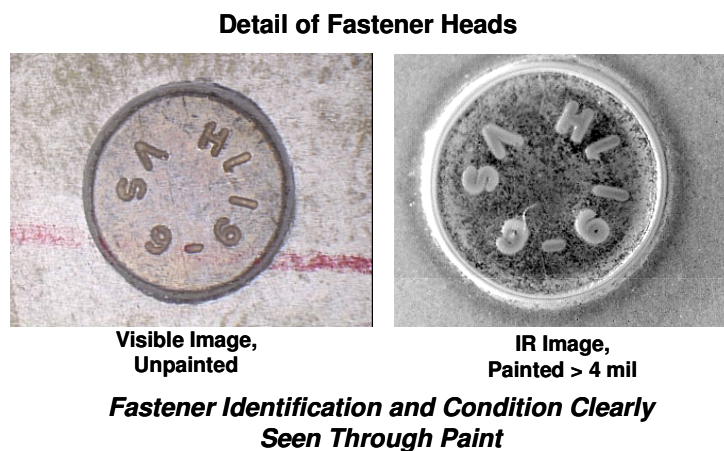 Detail of Fastener Heads
Visible Image,
Unpainted
IR Image,
Painted > 4 mil
Fastener Identification and Condition Clearly
Seen Through Paint